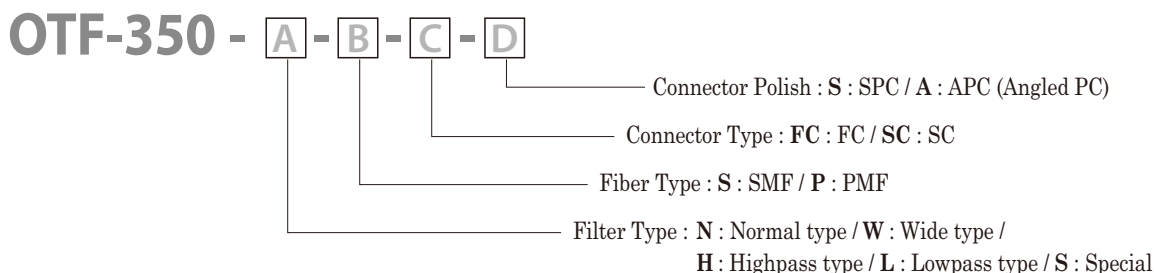 OTF-350 - A - B - C - D
Connector Polish : S : SPC / A : APC (Angled PC)
Connector Type : FC : FC / SC : SC
Fiber Type : S : SMF / P : PMF
Filter Type : N : Normal type / W : Wide type /
H : Highpass type / L : Lowpass type / S : Special